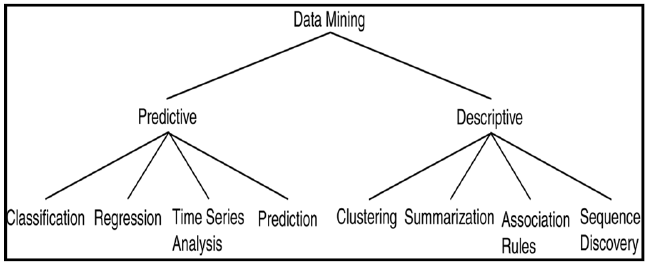 Data Mining
Predictive
Descriptive
Classification
Regression
Time Series
Analysis
Prediction
Clustering
Summarization
Association
Rules
Sequence
Discovery